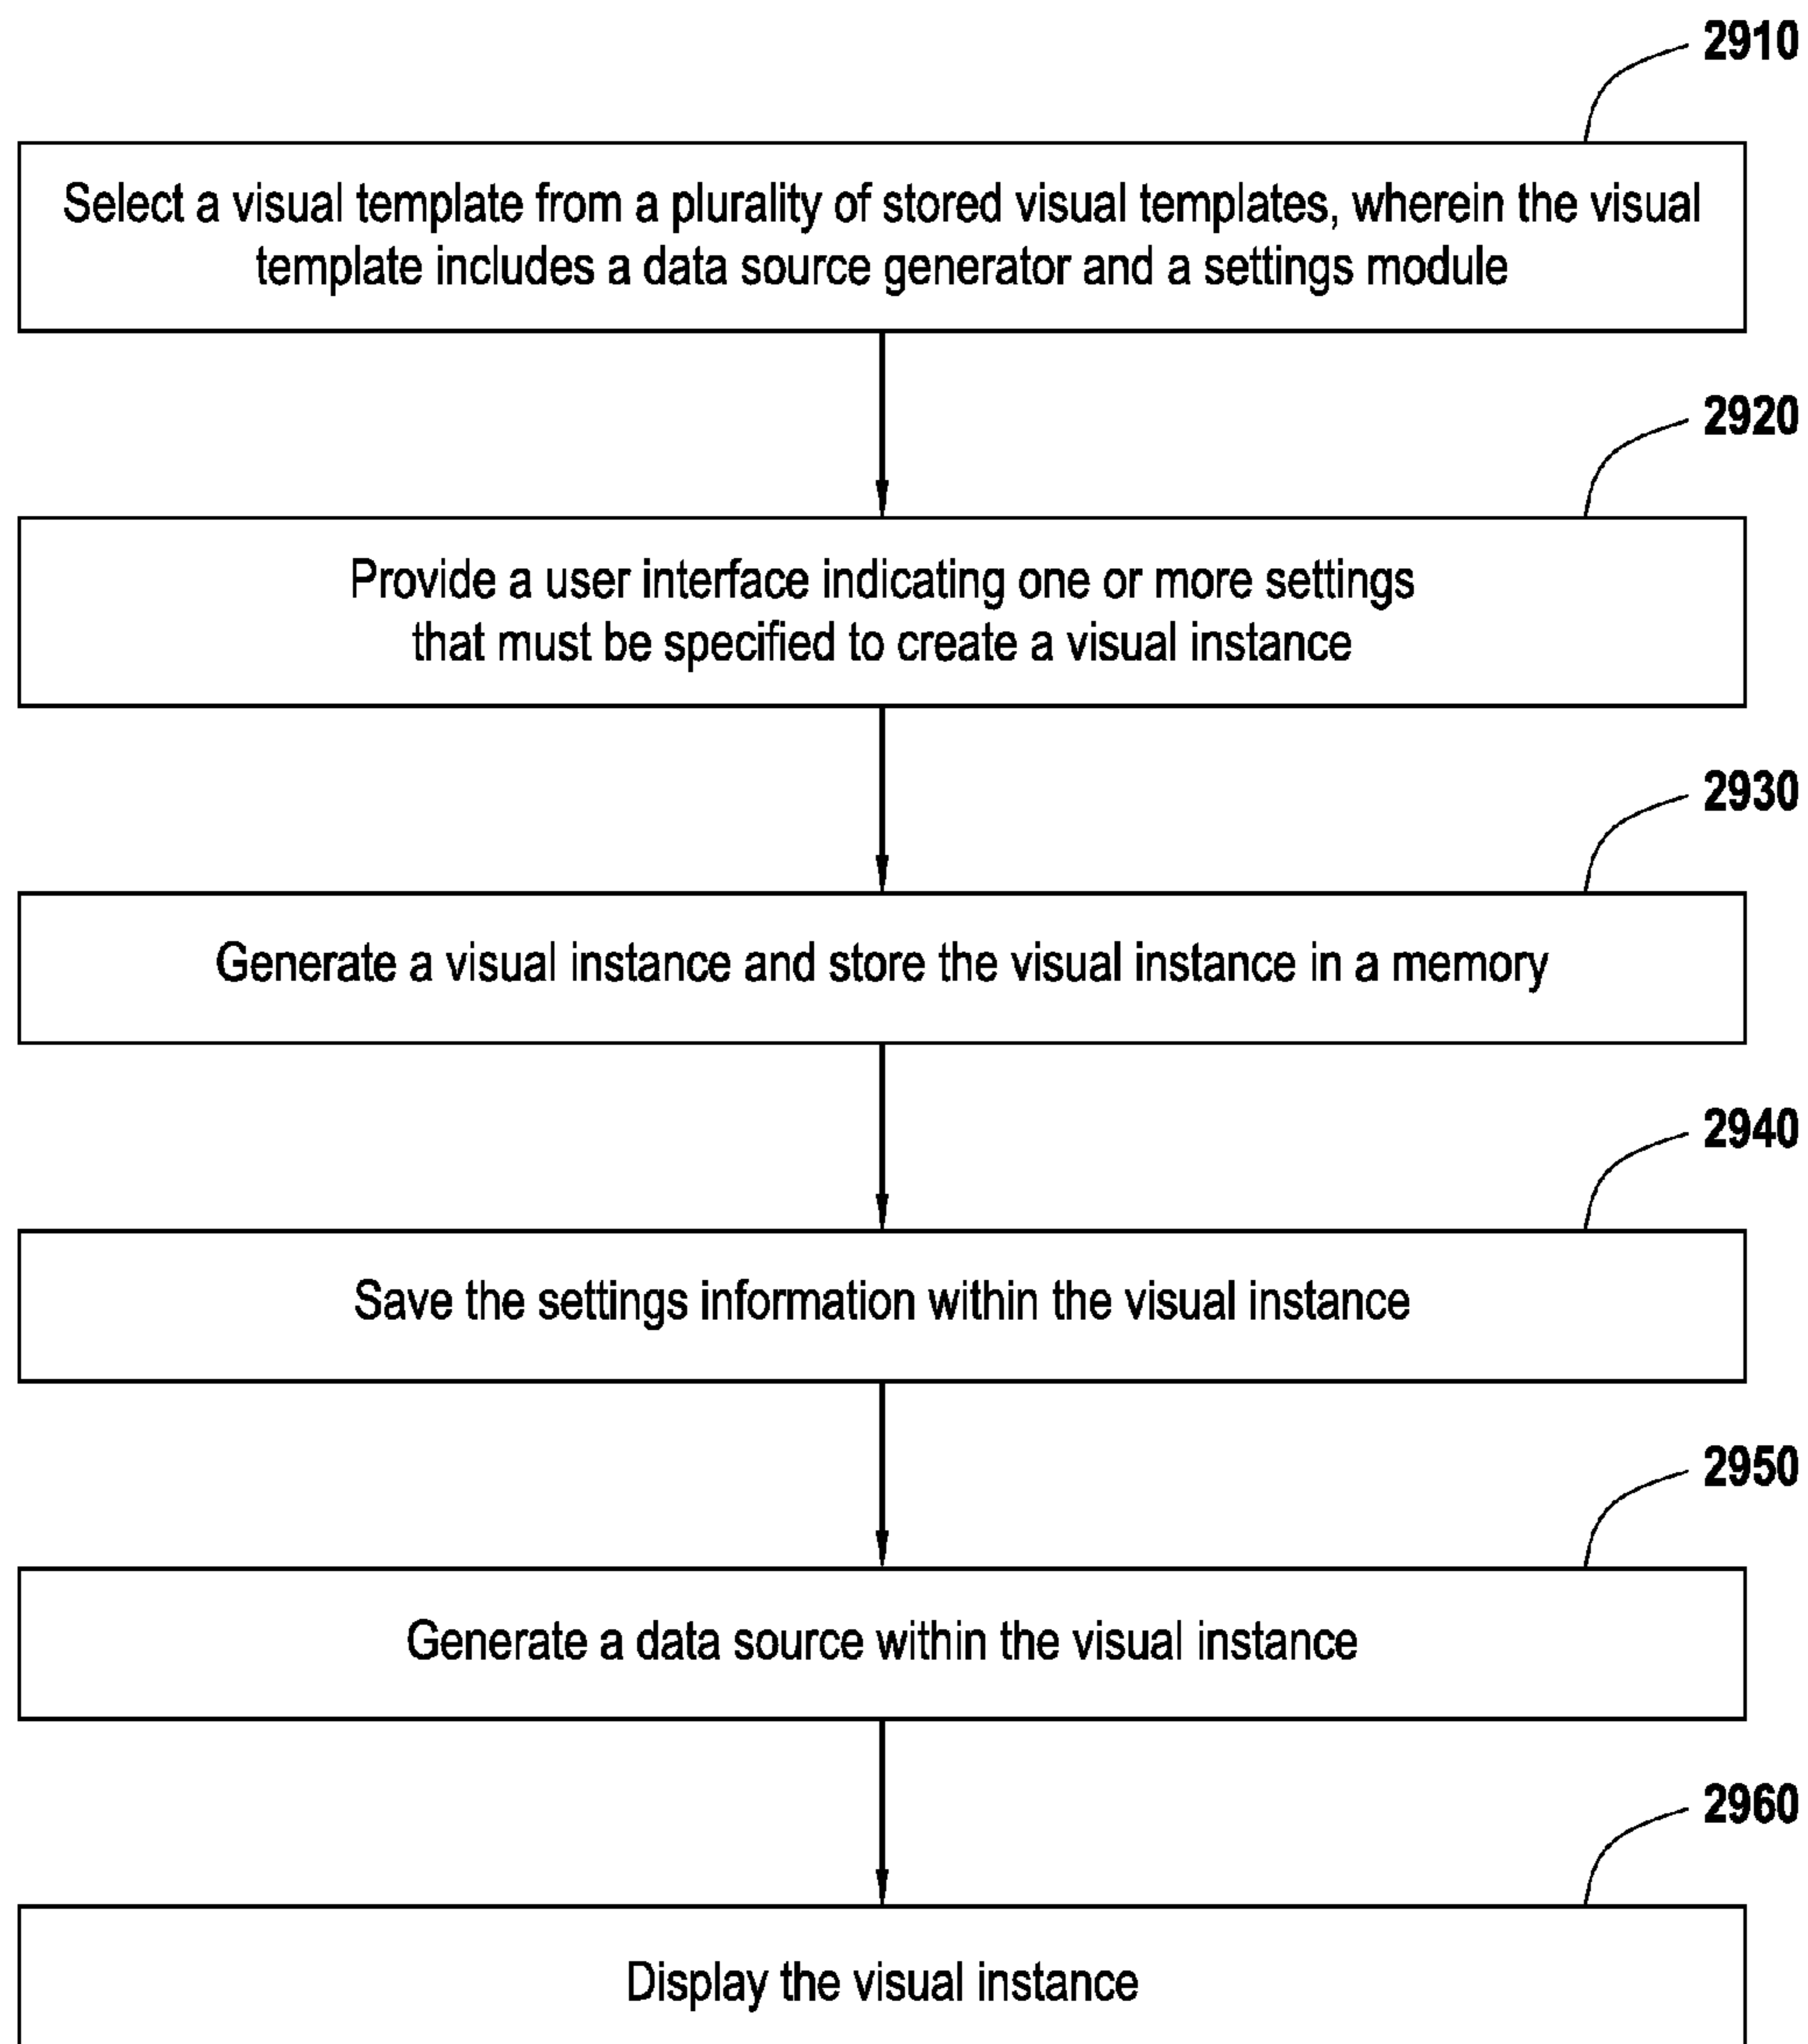 2910
Select a visual template from a plurality of stored visual templates, wherein the visual
template includes a data source generator and a settings module
2920
Provide a user interface indicating one or more settings
that must be specified to create a visual instance
2930
Generate a visual instance and store the visual instance in a memory
2940
Save the settings information within the visual instance
2950
Generate a data source within the visual instance
2960
Display the visual instance